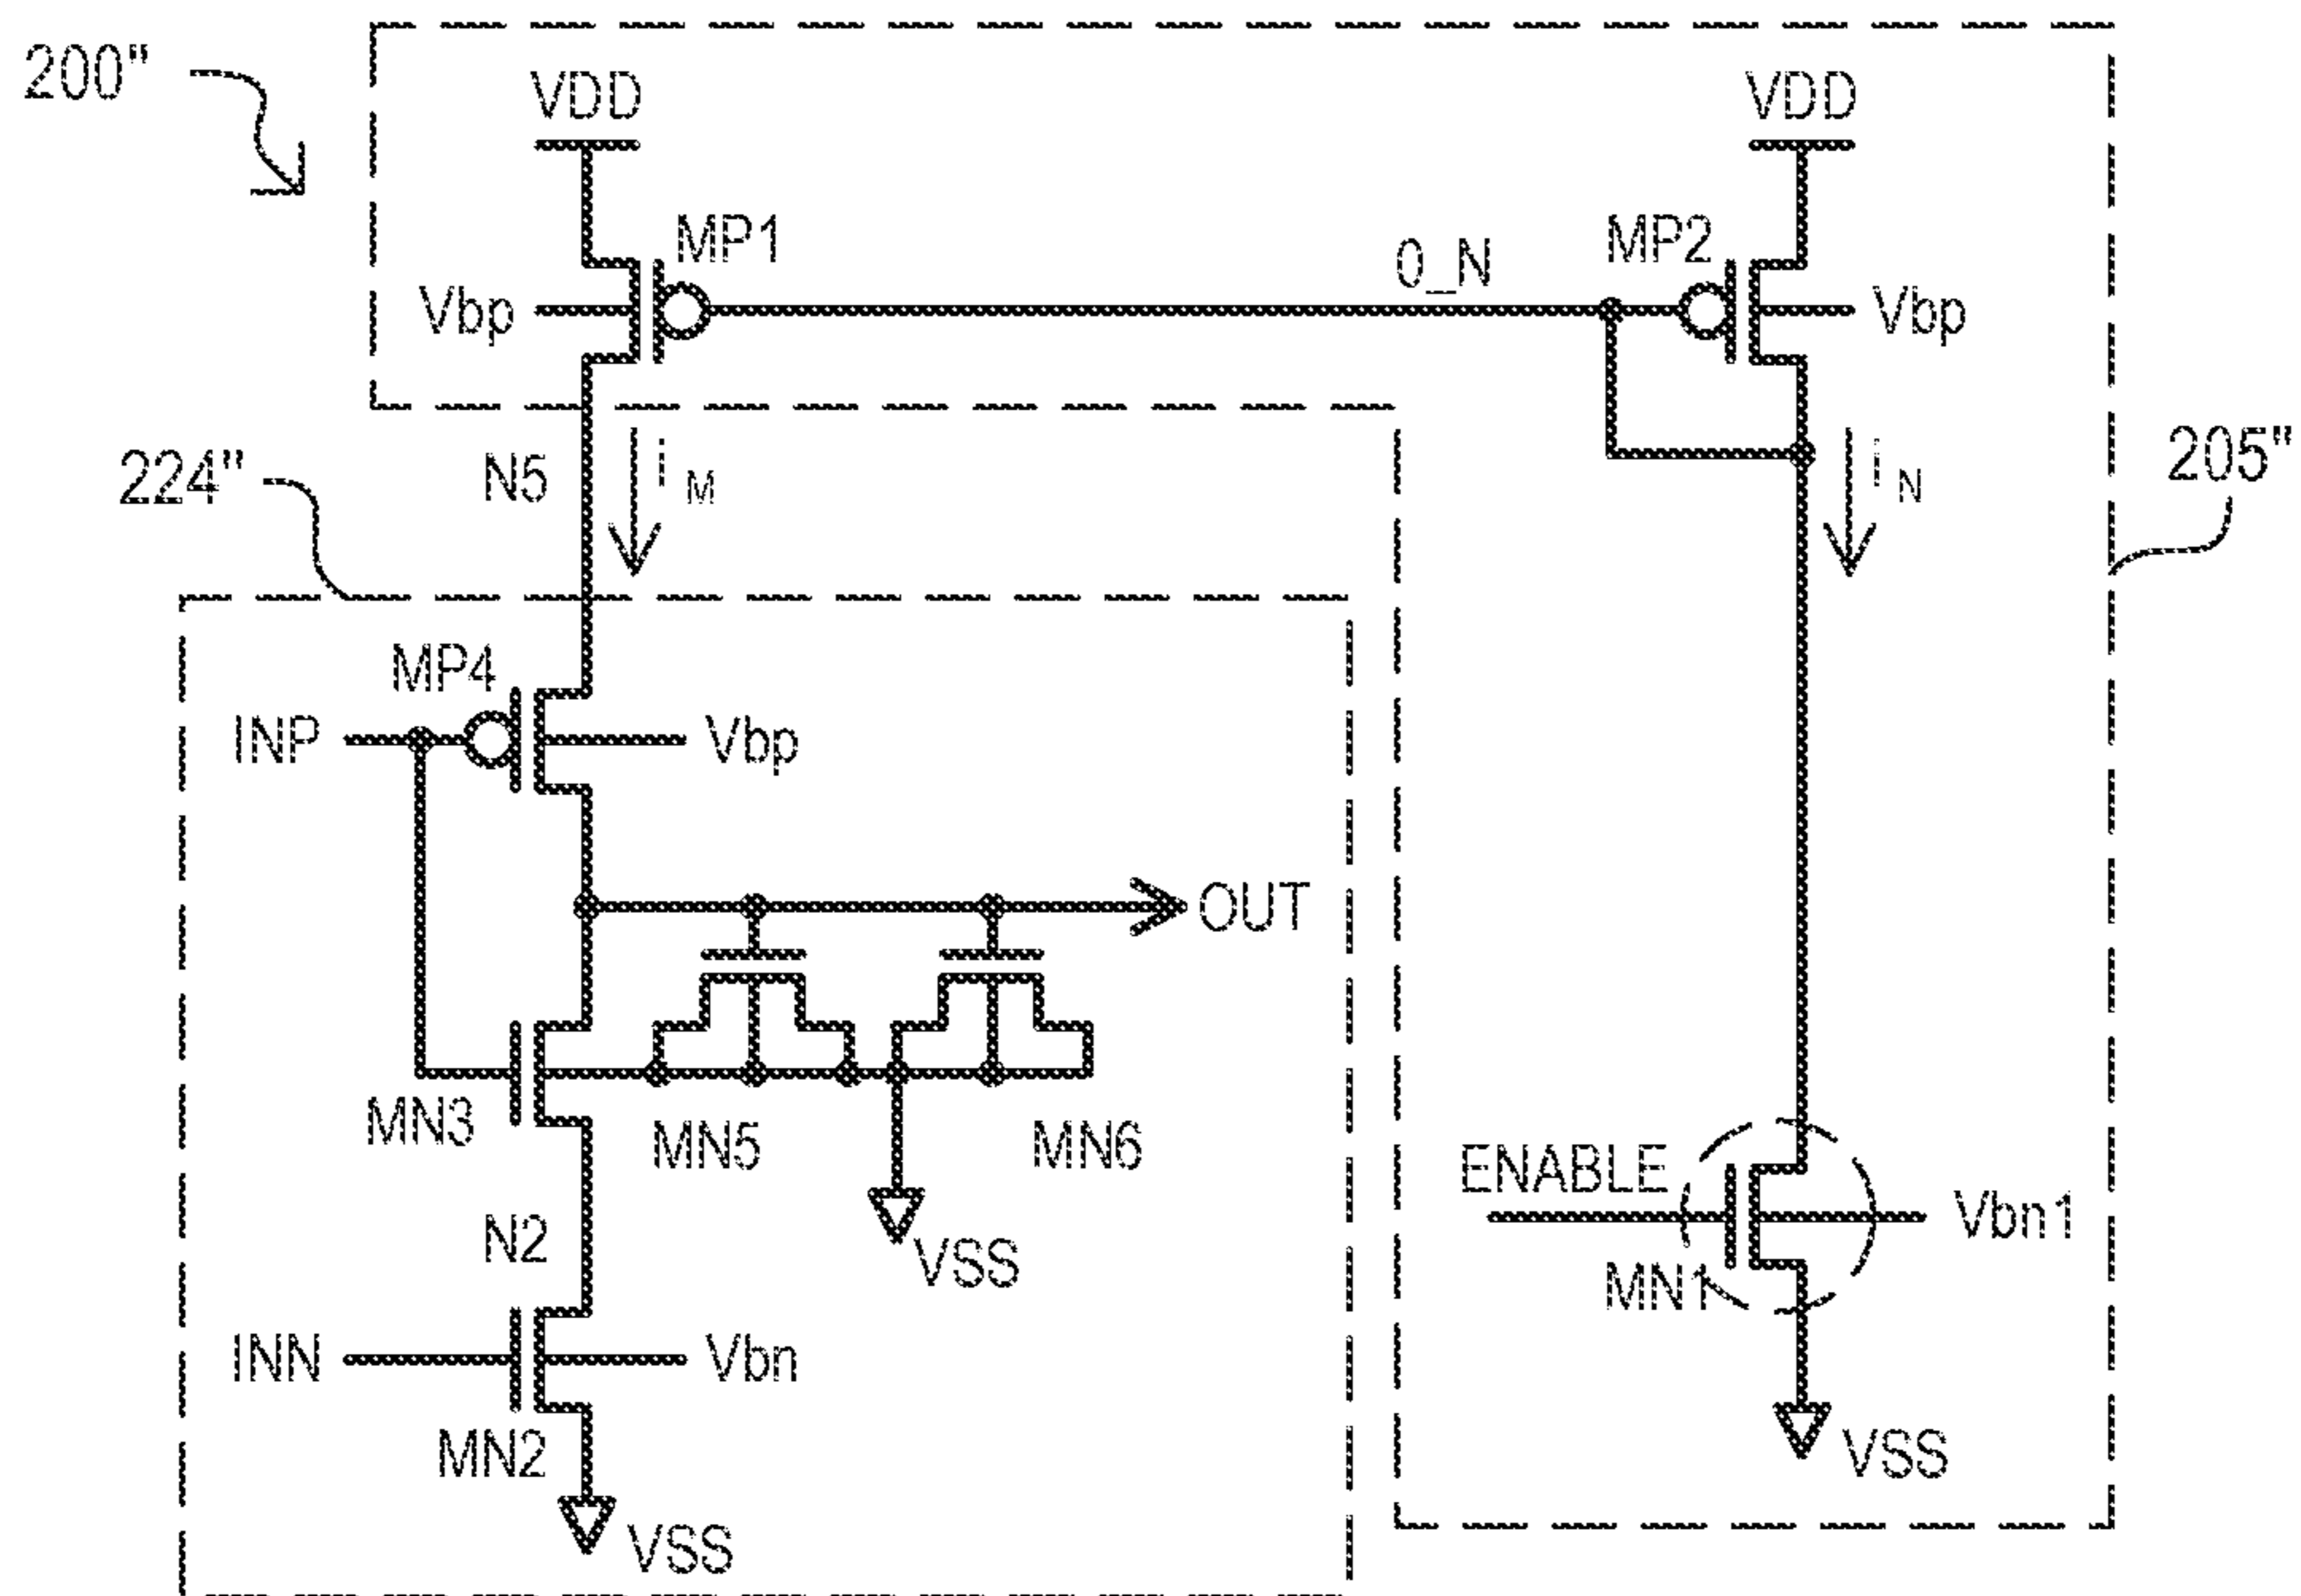 200"
VDD
VDD
MP1
0_N
MP2
Vbp
Vbp
224"
N5
i M
i N
205"
MP4
INP
Vbp
OUT
MN3
MN5
MN6
ENABLE
Vbn1
N2
VSS
MN1
INN
Vbn
MN2
VSS
VSS